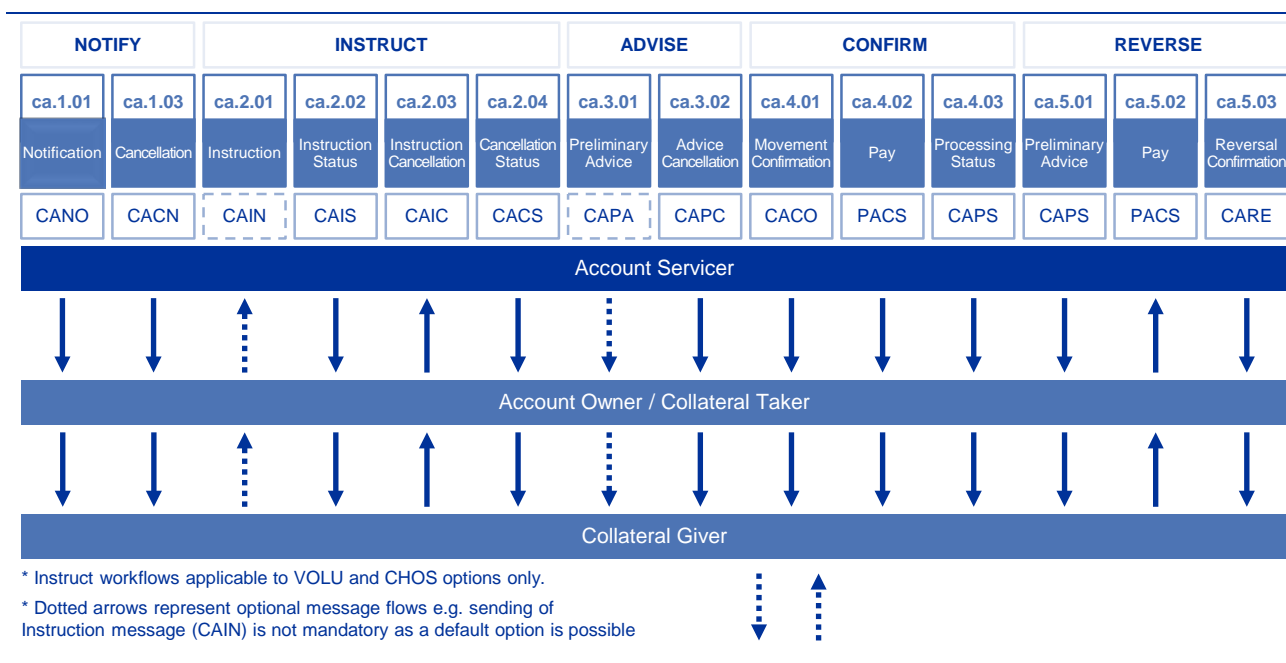 NOTIFY INSTRUCT ADVISE CONFIRM REVERSE
ca.1.01 ca.1.03 ca.2.01 ca.2.02 ca.2.03 ca.2.04 ca.3.01 ca.3.02 ca.4.01 ca.4.02 ca.4.03 ca.5.01 ca.5.02 ca.5.03
Notification Cancellation Instruction Instruction Status Instruction Cancellation Cancellation Status Preliminary Advice Advice Cancellation Movement Confirmation Pay Processing Status Preliminary Advice Pay Reversal Confirmation
CANO CACN CAIN CAIS CAIC CACS CAPA CAPC CACO PACS CAPS CAPS PACS CARE
Account Servicer
Account Owner / Collateral Taker
Collateral Giver
* Instruct workflows applicable to VOLU and CHOS options only.
* Dotted arrows represent optional message flows e.g. sending of
Instruction message (CAIN) is not mandatory as a default option is possible